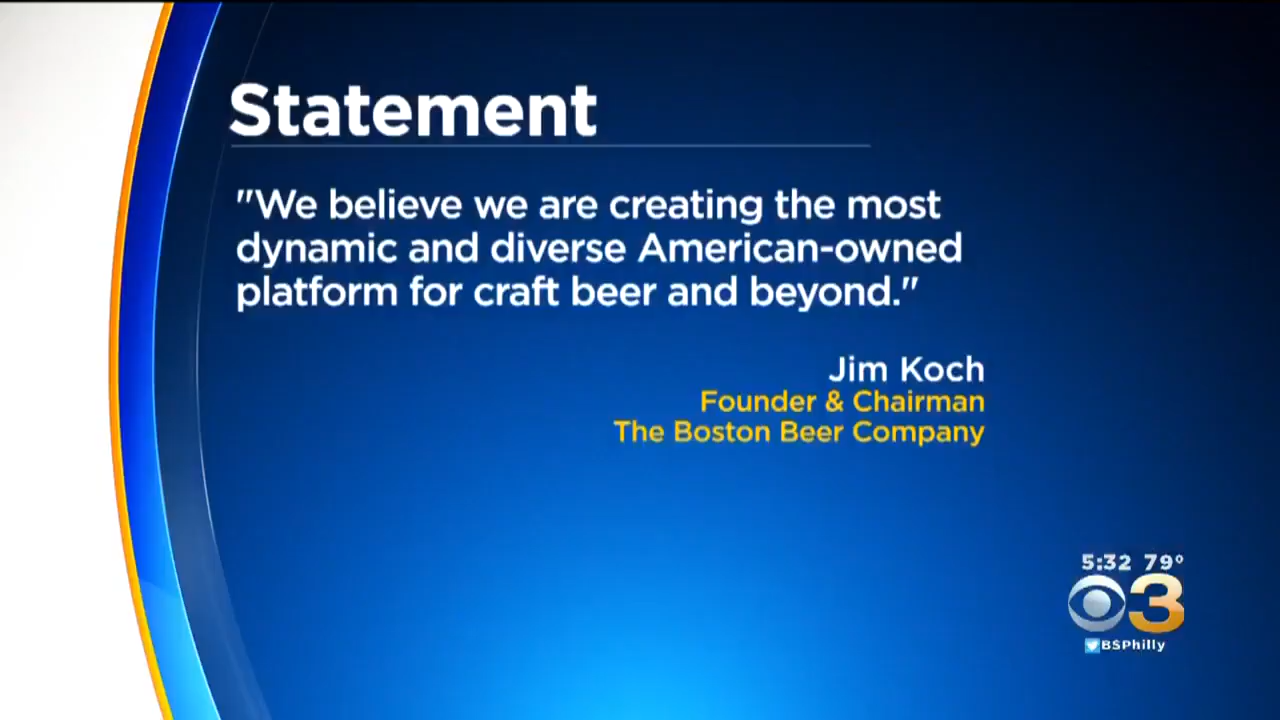 Statement
"We believe we are creating the most
dynamic and diverse American-owned
platform for craft beer and beyond."
Jim Koch
Founder & Chairman
The Boston Beer Company
5:32 79°
3
BSPhilly